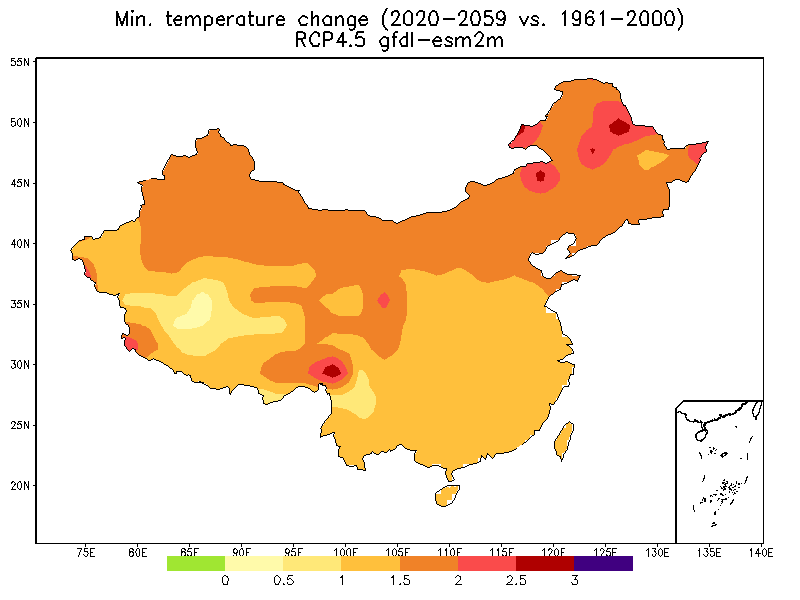 Min. temperature change (2020-2059 vs. 1961-2000)
RCP4.5 gfdl-esm2m
55N
50N
45N
40N
35N
30N
25N
20N
75E 80E 85E 90E 95E 100E 105E 110E 115E 120E 125E 130E 135E 140E
0 0.5 1 1.5 2 2.5 3